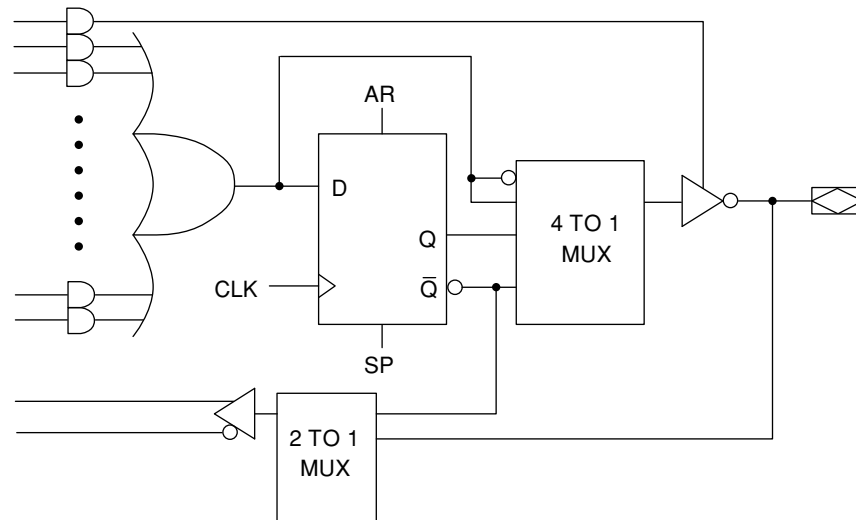 AR
D
Q
4 TO 1
MUX
CLK
Q̅
SP
2 TO 1
MUX